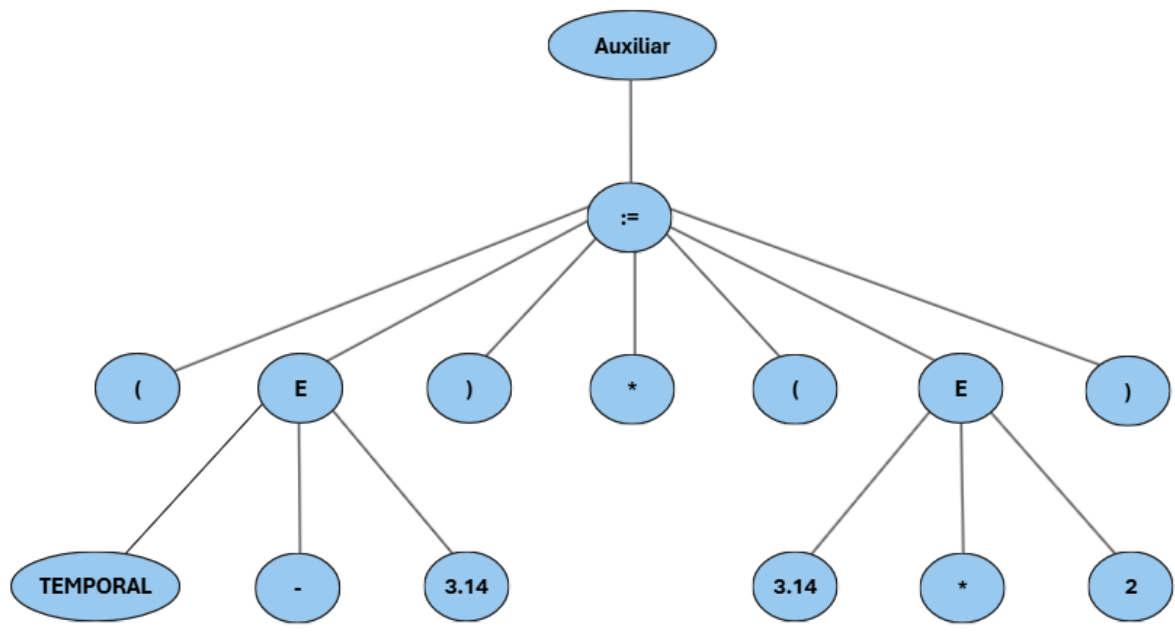 Auxiliar
:=
( E ) * ( E )
TEMPORAL - 3.14 3.14 * 2